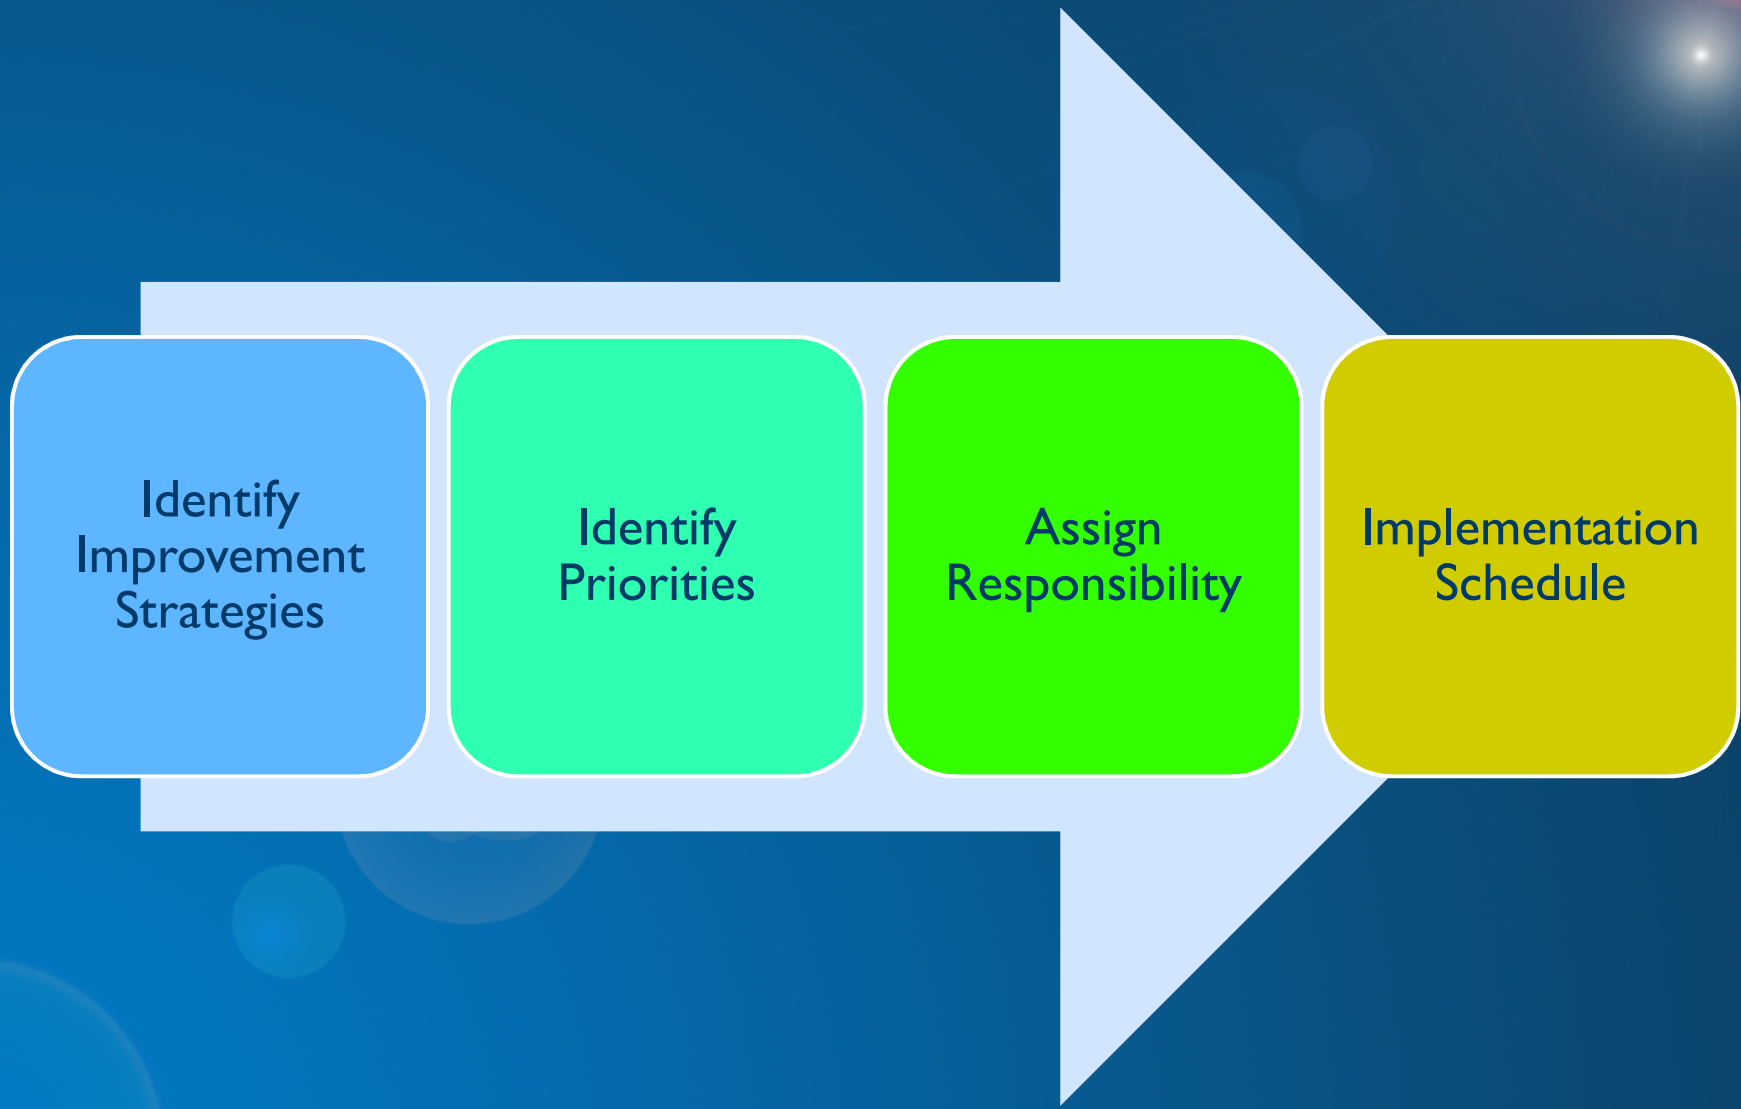 Identify
Improvement
Strategies
Identify
Priorities
Assign
Responsibility
Implementation
Schedule